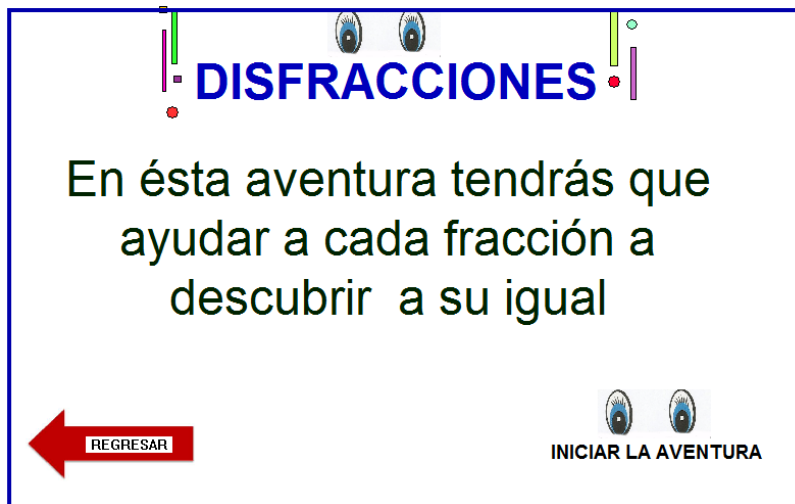 DISFRACCIONES
En ésta aventura tendrás que
ayudar a cada fracción a
descubrir a su igual
REGRESAR
INICIAR LA AVENTURA